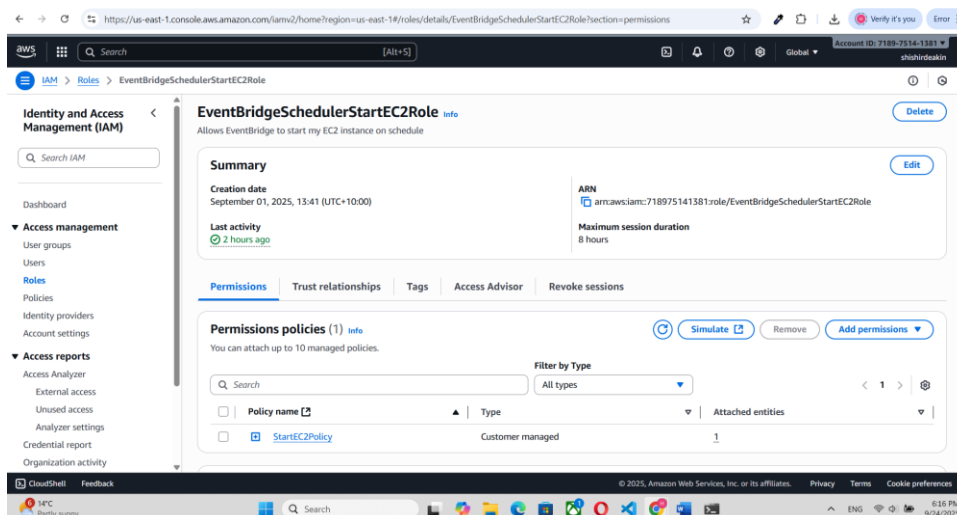 https://us-east-1.console.aws.amazon.com/iamv2/home?region=us-east-1#/roles/details/EventBridgeSchedulerStartEC2Role?section=permissions
Verify it's you
Error
aws
Search
[Alt+S]
Global
Account ID: 7189-7514-1381
shishirdeakin
IAM > Roles > EventBridgeSchedulerStartEC2Role
Identity and Access Management (IAM)
Search IAM
Dashboard
Access management
User groups
Users
Roles
Policies
Identity providers
Account settings
Access reports
Access Analyzer
External access
Unused access
Analyzer settings
Credential report
Organization activity
EventBridgeSchedulerStartEC2Role Info
Delete
Allows EventBridge to start my EC2 instance on schedule
Summary
Edit
Creation date
September 01, 2025, 13:41 (UTC+10:00)
ARN
arn:aws:iam::718975141381:role/EventBridgeSchedulerStartEC2Role
Last activity
2 hours ago
Maximum session duration
8 hours
Permissions
Trust relationships
Tags
Access Advisor
Revoke sessions
Permissions policies (1) Info
Simulate
Remove
Add permissions
You can attach up to 10 managed policies.
Filter by Type
Search
All types
1
Policy name
Type
Attached entities
StartEC2Policy
Customer managed
1
CloudShell
Feedback
© 2025, Amazon Web Services, Inc. or its affiliates.
Privacy
Terms
Cookie preferences
6
14°C
Partly sunny
Search
ENG
6:16 PM